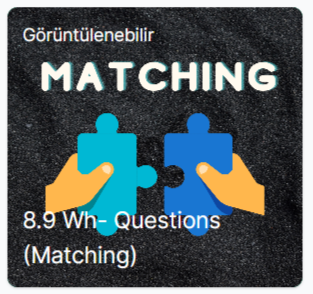 Görüntülenebilir
MATCHING
8.9 Wh- Questions
(Matching)